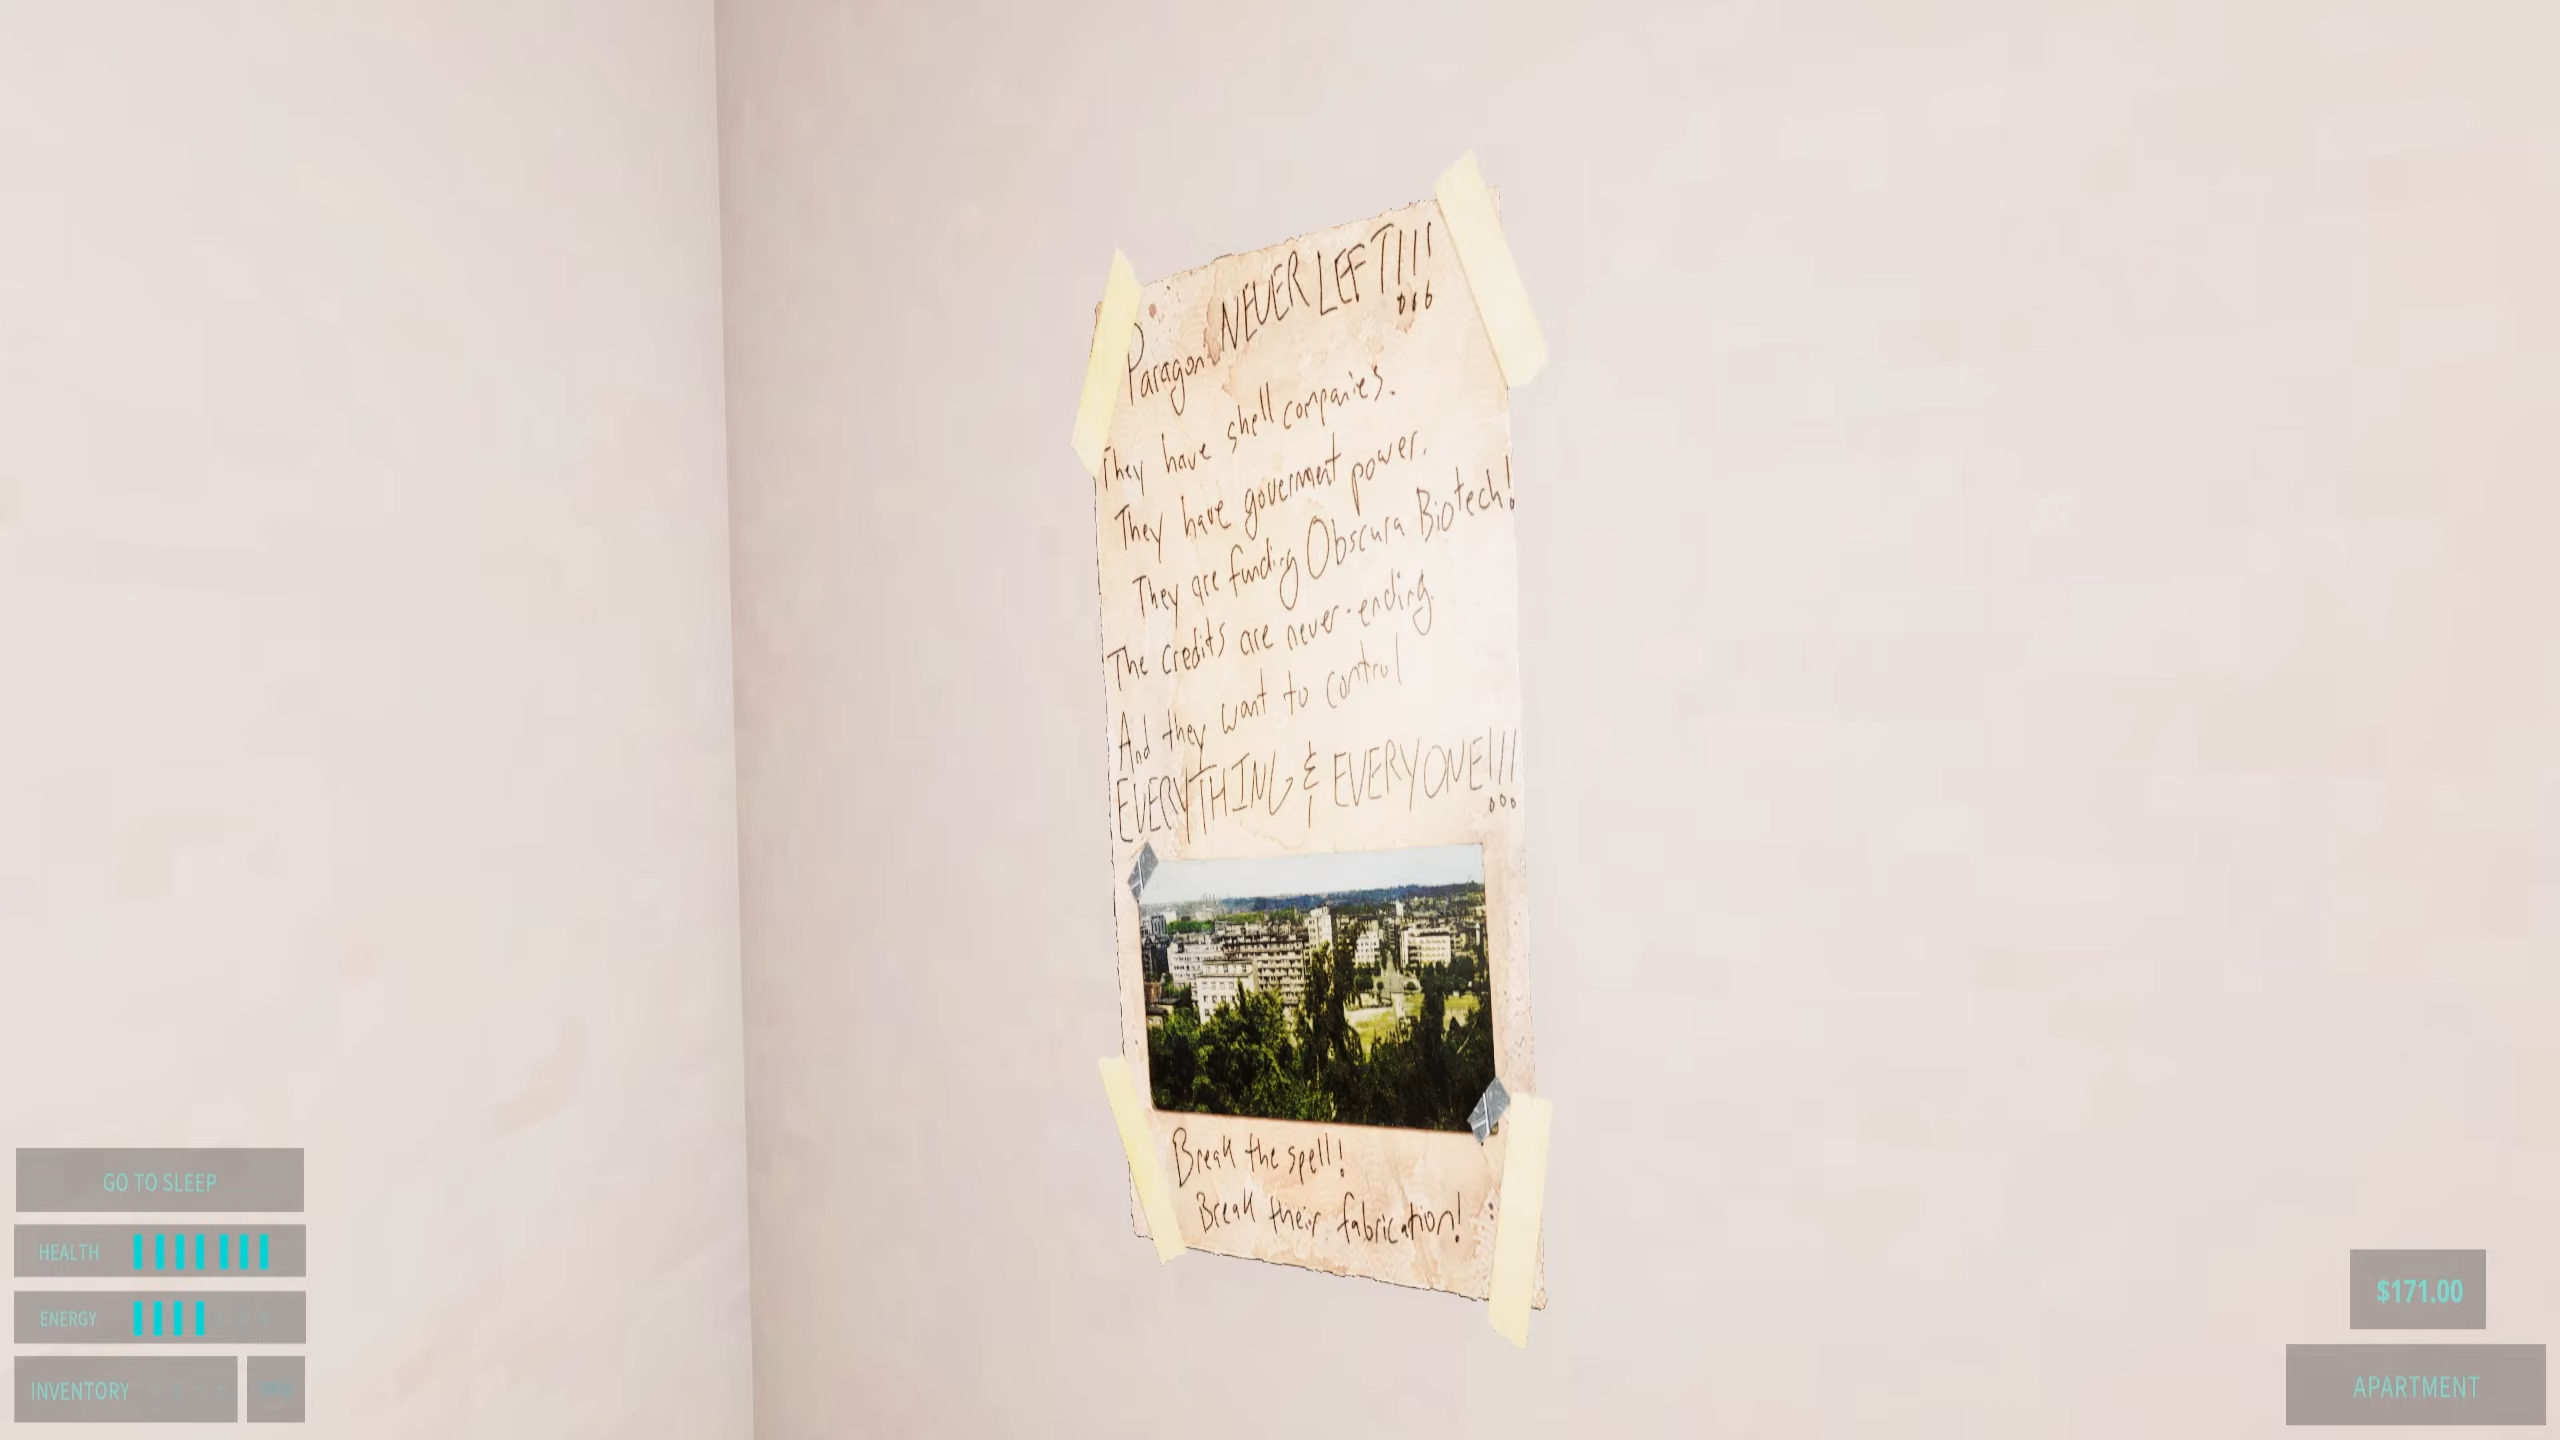 Paragon NEVER LEFT!!!
They have shell companies.
They have goverment power.
They are funding Obscura Biotech!
The credits are never-ending.
And they want to control
EVERYTHING & EVERYONE!!!
Break the spell!
Break their fabrication!
GO TO SLEEP
HEALTH
ENERGY
INVENTORY
$171.00
APARTMENT